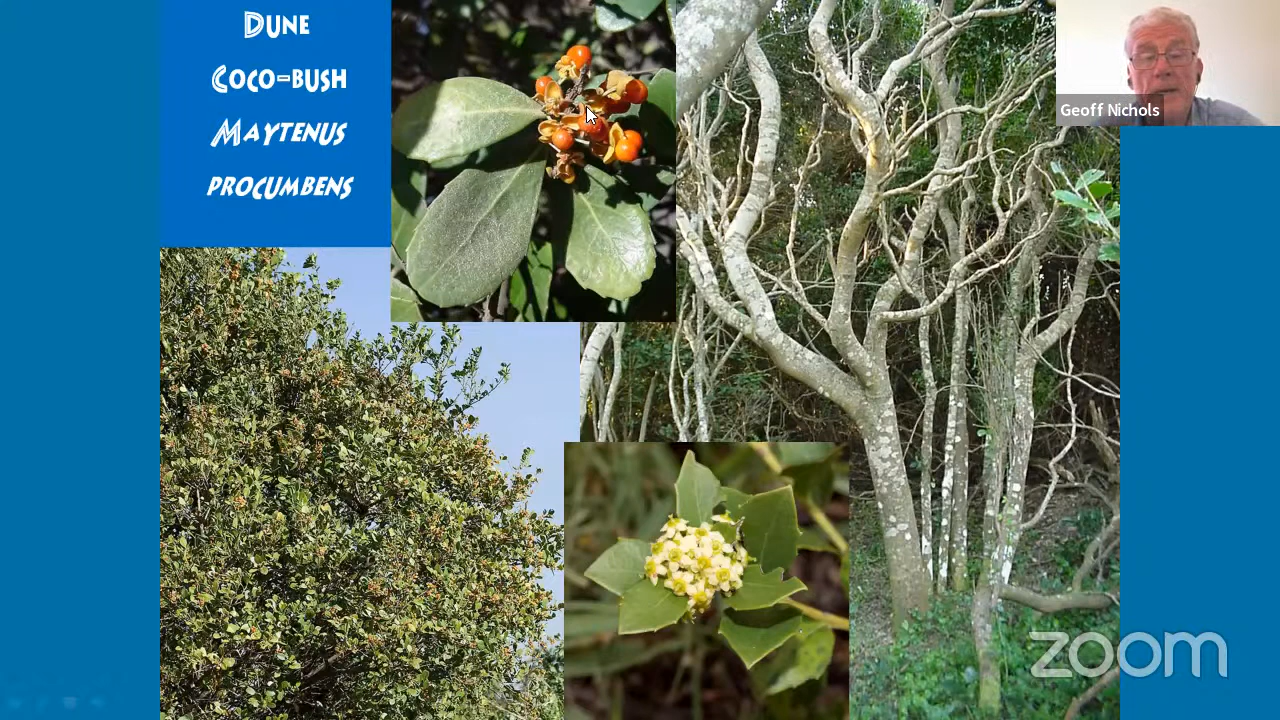 Dune
Coco-bush
Maytenus
procumbens
Geoff Nichols
zoom